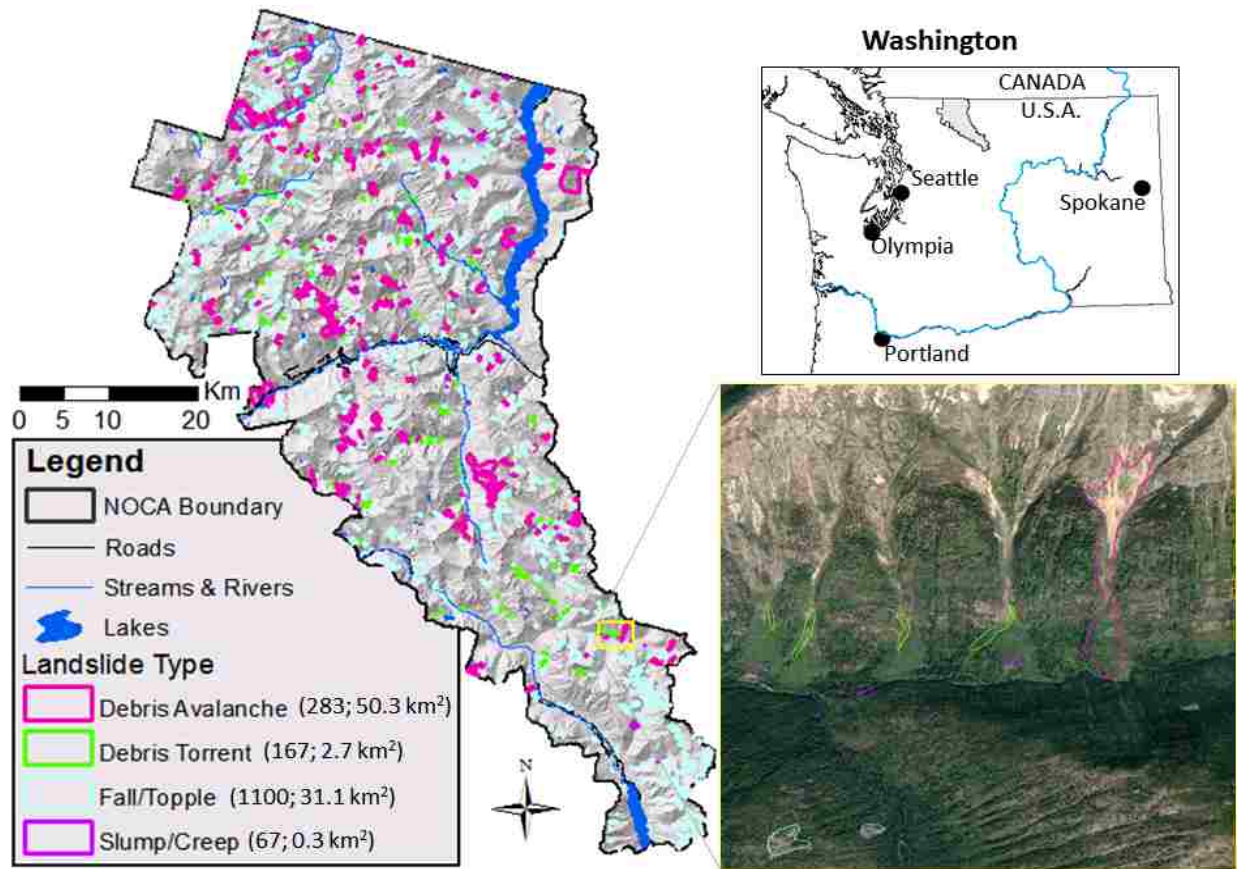 Washington
CANADA
U.S.A.
Seattle
Spokane
Olympia
Portland
Km
0 5 10 20
Legend
NOCA Boundary
Roads
Streams & Rivers
Lakes
Landslide Type
Debris Avalanche (283; 50.3 km²)
Debris Torrent (167; 2.7 km²)
Fall/Topple (1100; 31.1 km²)
Slump/Creep (67; 0.3 km²)
N